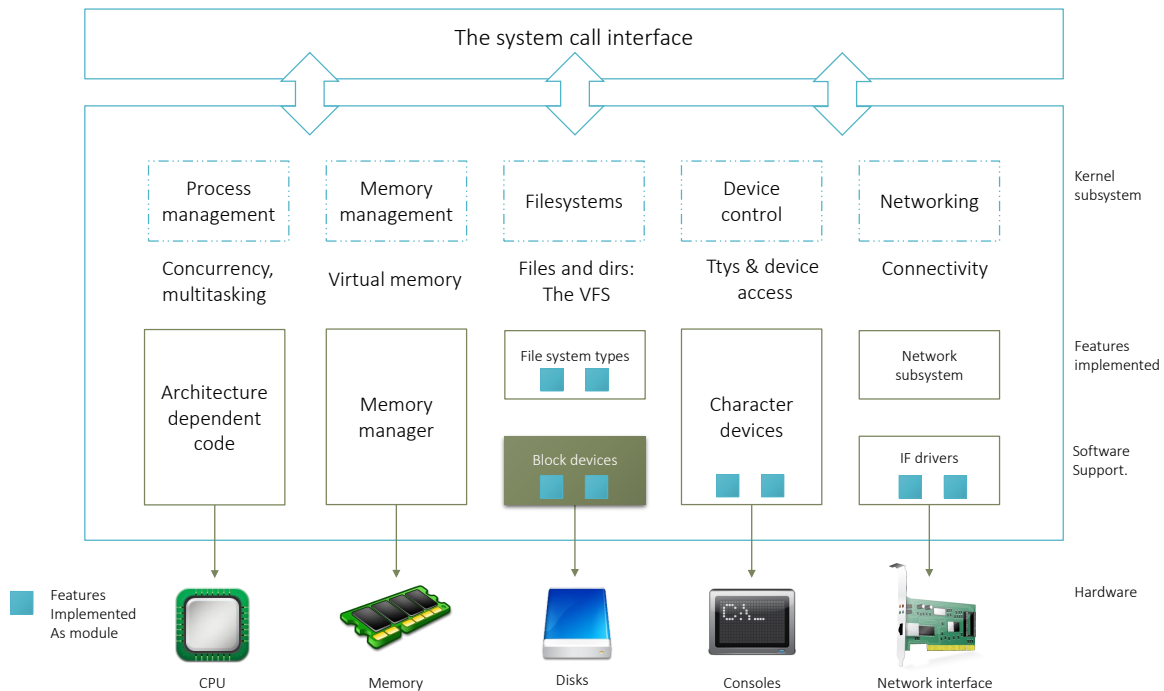 The system call interface
Process
management
Memory
management
Filesystems
Device
control
Networking
Kernel
subsystem
Concurrency,
multitasking
Virtual memory
Files and dirs:
The VFS
Ttys & device
access
Connectivity
Architecture
dependent
code
Memory
manager
File system types
Block devices
Character
devices
Network
subsystem
IF drivers
Features
implemented
Software
Support.
Features
Implemented
As module
C:\_
Hardware
CPU
Memory
Disks
Consoles
Network interface